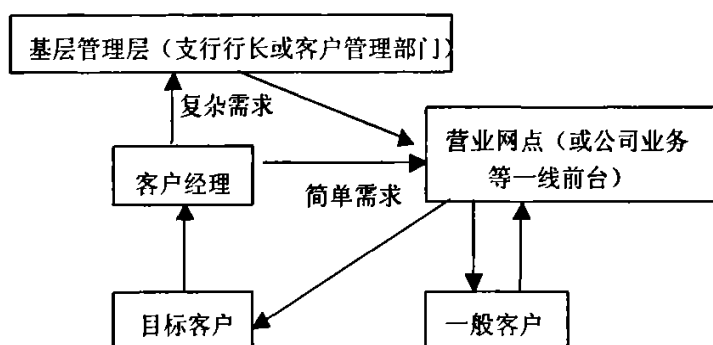 基层管理层（支行行长或客户管理部门）
复杂需求
营业网点（或公司业务
等一线前台）
客户经理
简单需求
目标客户
一般客户